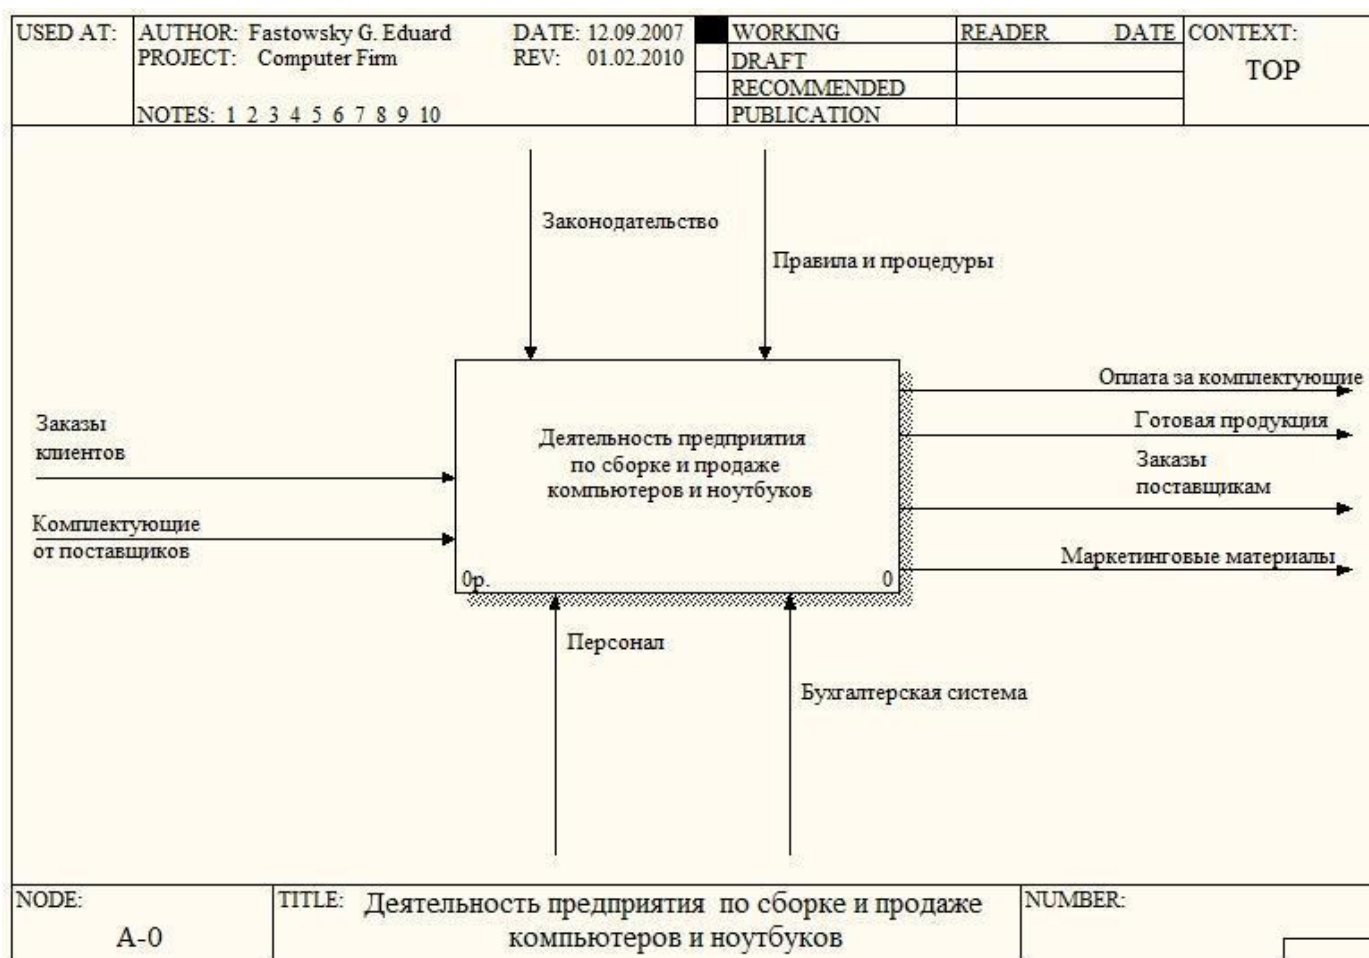 USED AT:
AUTHOR: Fastowsky G. Eduard
DATE: 12.09.2007
PROJECT: Computer Firm
REV: 01.02.2010
NOTES: 1 2 3 4 5 6 7 8 9 10
WORKING
DRAFT
RECOMMENDED
PUBLICATION
READER DATE
CONTEXT:
TOP
Законодательство
Правила и процедуры
Заказы
клиентов
Комплектующие
от поставщиков
Деятельность предприятия
по сборке и продаже
компьютеров и ноутбуков
0р. 0
Оплата за комплектующие
Готовая продукция
Заказы
поставщикам
Маркетинговые материалы
Персонал
Бухгалтерская система
NODE:
A-0
TITLE: Деятельность предприятия по сборке и продаже
компьютеров и ноутбуков
NUMBER: